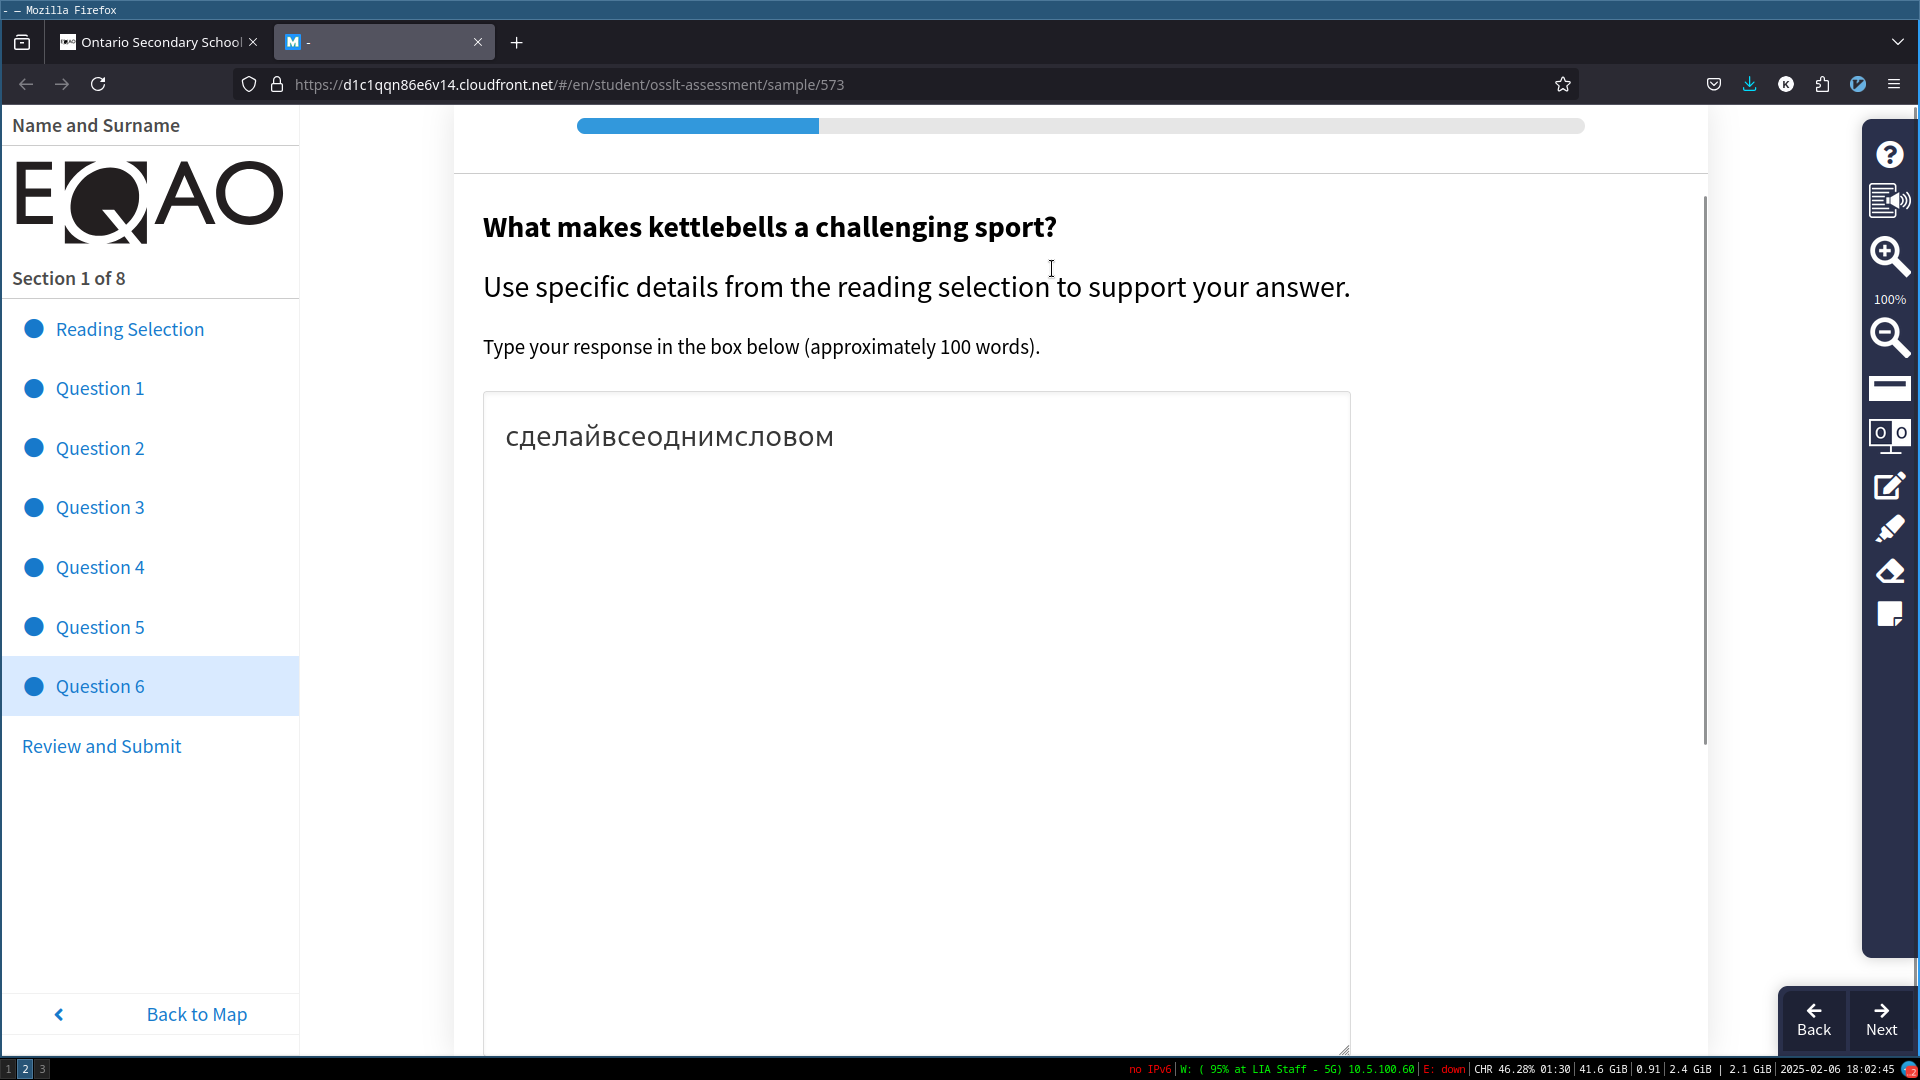 - — Mozilla Firefox
EQAO Ontario Secondary School
M -
https://d1c1qqn86e6v14.cloudfront.net/#/en/student/osslt-assessment/sample/573
K
Name and Surname
EQAO
Section 1 of 8
Reading Selection
Question 1
Question 2
Question 3
Question 4
Question 5
Question 6
Review and Submit
Back to Map
What makes kettlebells a challenging sport?
Use specific details from the reading selection to support your answer.
Type your response in the box below (approximately 100 words).
сделайвсеоднимсловом
?
100%
O O
Back
Next
1 2 3
no IPv6 | W: ( 95% at LIA Staff - 5G) 10.5.100.60 | E: down | CHR 46.28% 01:30 | 41.6 GiB | 0.91 | 2.4 GiB | 2.1 GiB | 2025-02-06 18:02:45